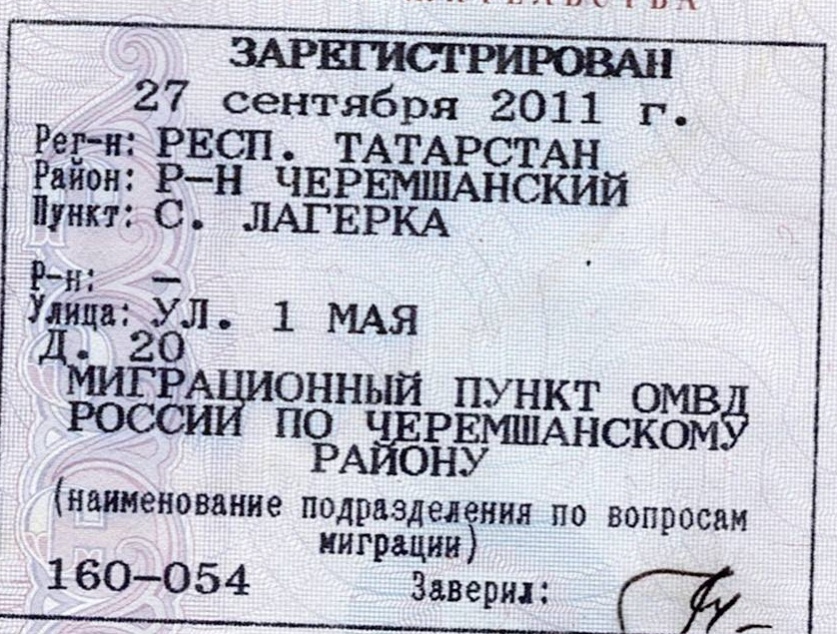 ЗАРЕГИСТРИРОВАН
27 сентября 2011 г.
Рег-н: РЕСП. ТАТАРСТАН
Район: Р-Н ЧЕРЕМШАНСКИЙ
Пункт: С. ЛАГЕРКА
Р-н: –
Улица: УЛ. 1 МАЯ
Д. 20
МИГРАЦИОННЫЙ ПУНКТ ОМВД
РОССИИ ПО ЧЕРЕМШАНСКОМУ
РАЙОНУ
(наименование подразделения по вопросам
миграции)
160-054 Заверил: